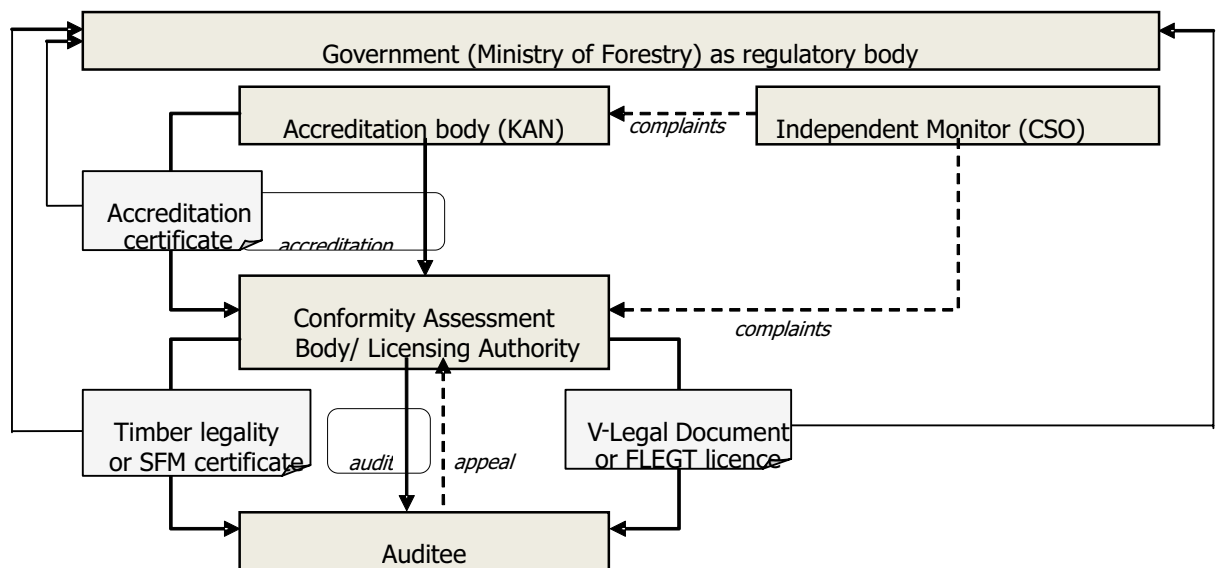 Government (Ministry of Forestry) as regulatory body
Accreditation body (KAN)
complaints
Independent Monitor (CSO)
Accreditation
certificate
accreditation
Conformity Assessment
Body/ Licensing Authority
complaints
Timber legality
or SFM certificate
audit
appeal
V-Legal Document
or FLEGT licence
Auditee